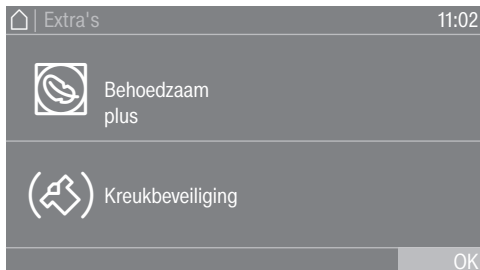 | Extra's
11:02
Behoedzaam
plus
Kreukbeveiliging
OK